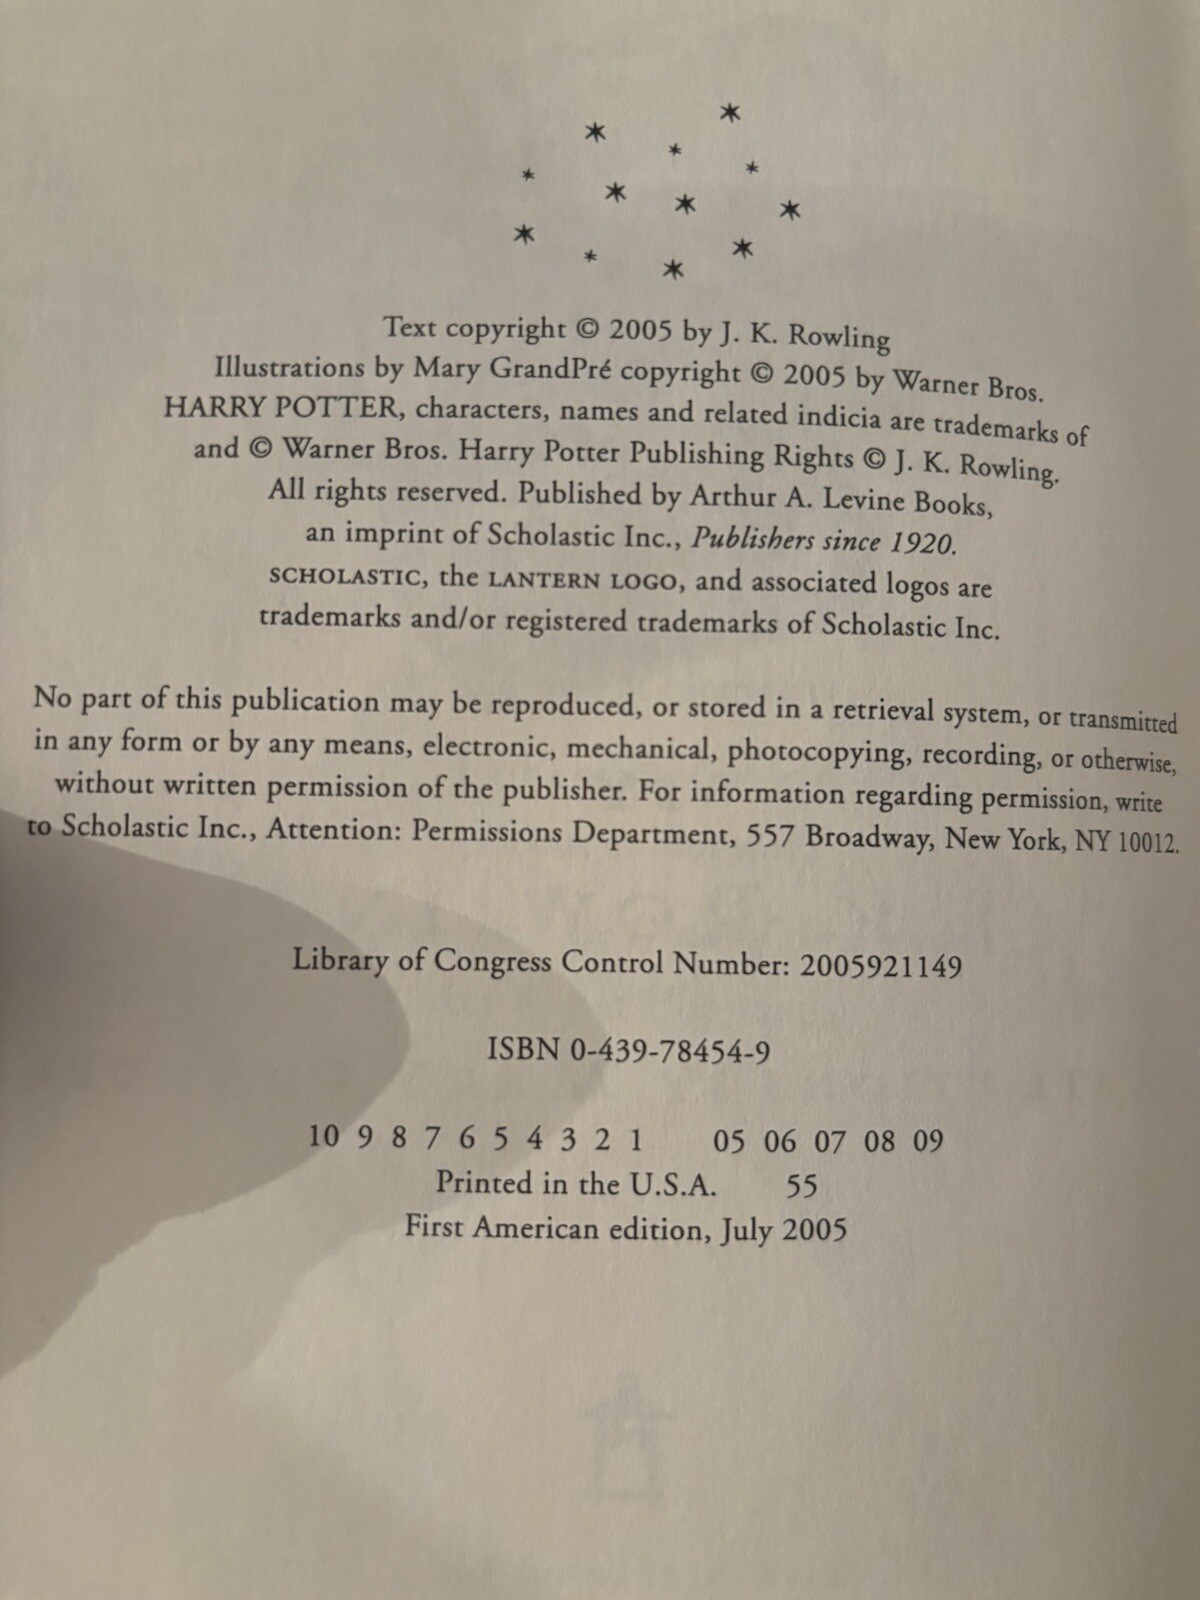 Text copyright © 2005 by J. K. Rowling
Illustrations by Mary GrandPré copyright © 2005 by Warner Bros.
HARRY POTTER, characters, names and related indicia are trademarks of
and © Warner Bros. Harry Potter Publishing Rights © J. K. Rowling.
All rights reserved. Published by Arthur A. Levine Books,
an imprint of Scholastic Inc., Publishers since 1920.
SCHOLASTIC, the LANTERN LOGO, and associated logos are
trademarks and/or registered trademarks of Scholastic Inc.
No part of this publication may be reproduced, or stored in a retrieval system, or transmitted
in any form or by any means, electronic, mechanical, photocopying, recording, or otherwise,
without written permission of the publisher. For information regarding permission, write
to Scholastic Inc., Attention: Permissions Department, 557 Broadway, New York, NY 10012.
Library of Congress Control Number: 2005921149
ISBN 0-439-78454-9
10 9 8 7 6 5 4 3 2 1 05 06 07 08 09
Printed in the U.S.A. 55
First American edition, July 2005